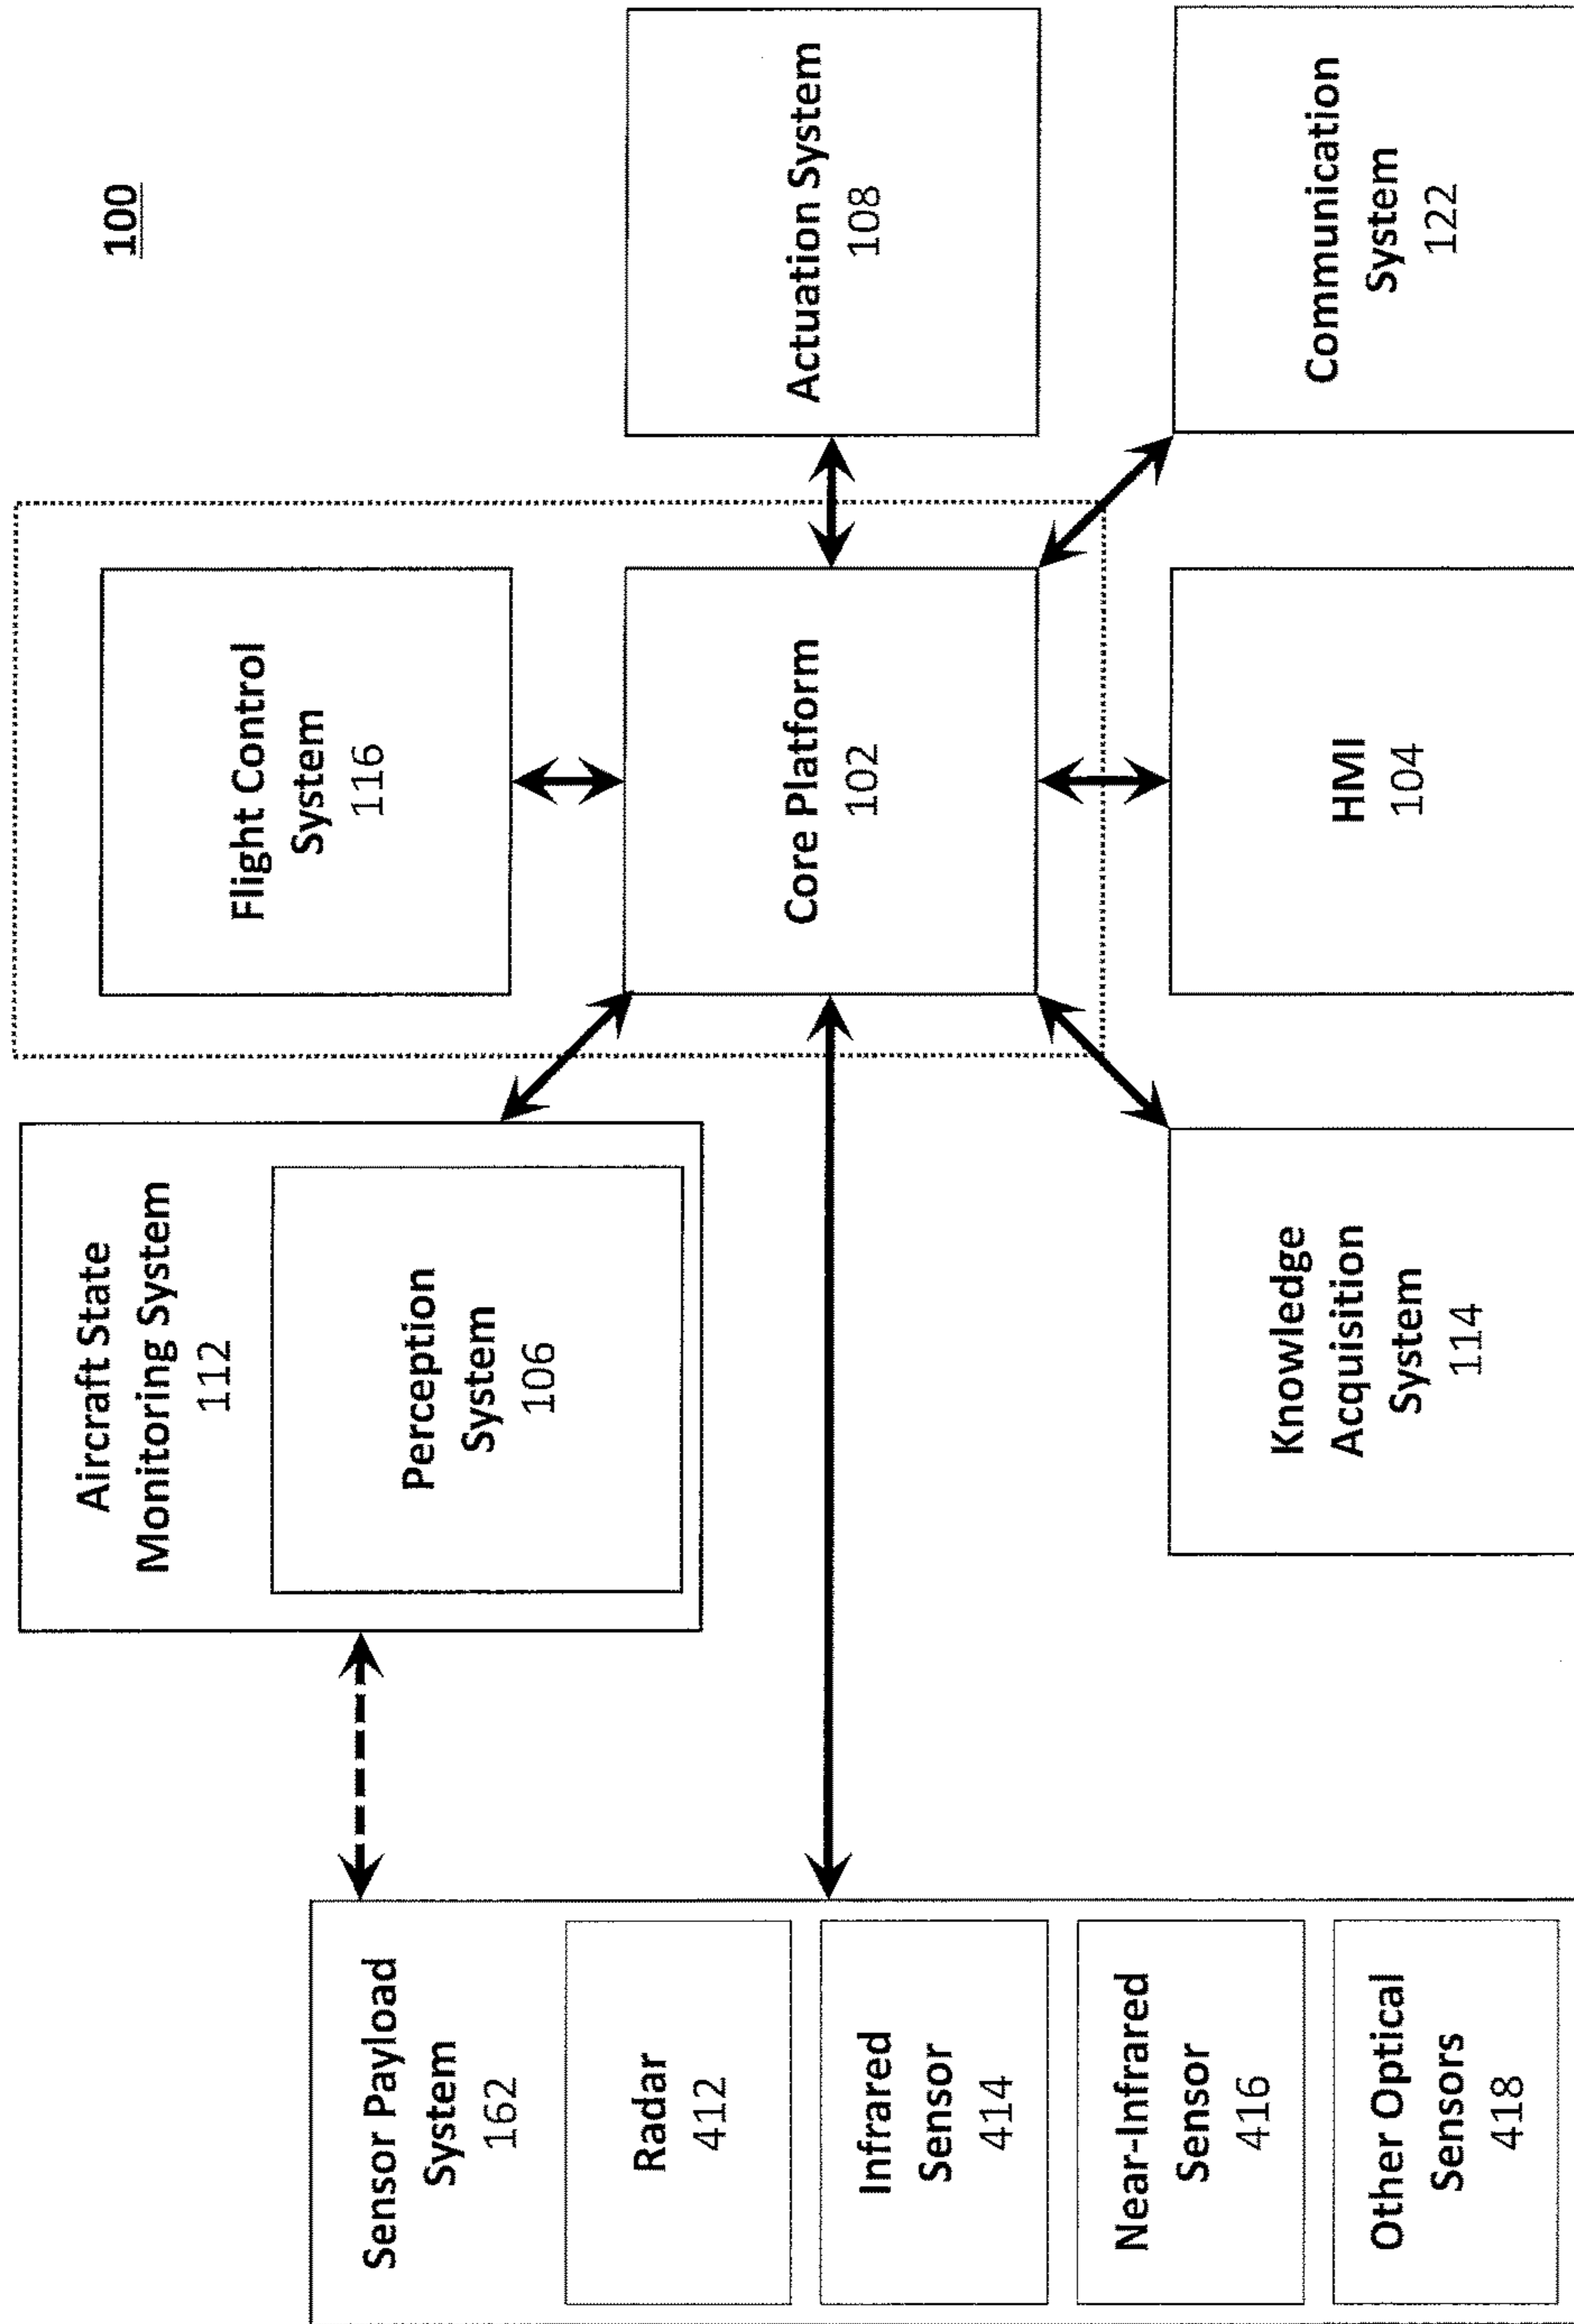 100
Sensor Payload
System
162
Radar
412
Infrared
Sensor
414
Near-Infrared
Sensor
416
Other Optical
Sensors
418
Aircraft State
Monitoring System
112
Perception
System
106
Flight Control
System
116
Core Platform
102
Actuation System
108
Knowledge
Acquisition
System
114
HMI
104
Communication
System
122